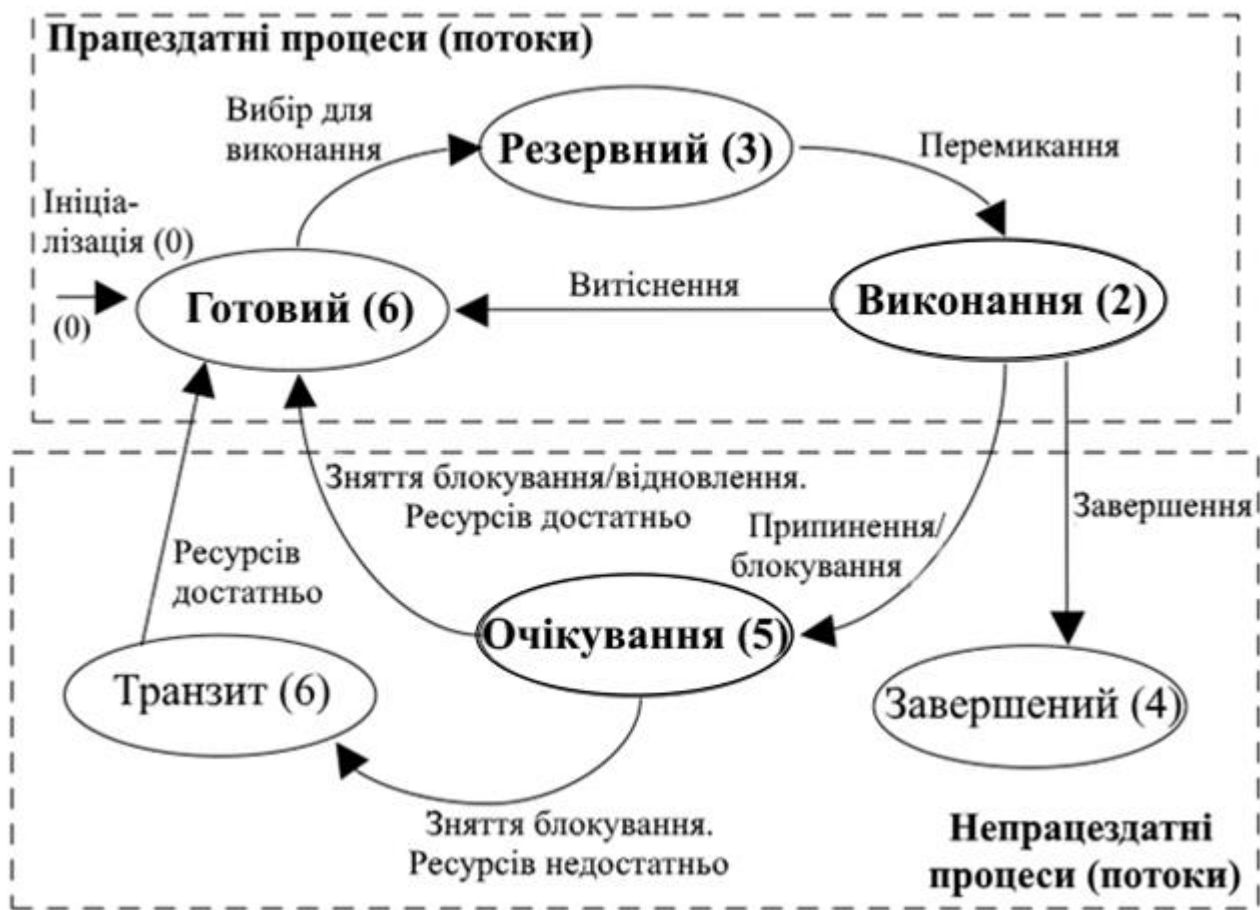 Працездатні процеси (потоки)
Вибір для
виконання
Резервний (3)
Перемикання
Ініціа-
лізація (0)
(0)
Готовий (6)
Витіснення
Виконання (2)
Зняття блокування/відновлення.
Ресурсів достатньо
Припинення/
блокування
Завершення
Ресурсів
достатньо
Очікування (5)
Транзит (6)
Завершений (4)
Зняття блокування.
Ресурсів недостатньо
Непрацездатні
процеси (потоки)